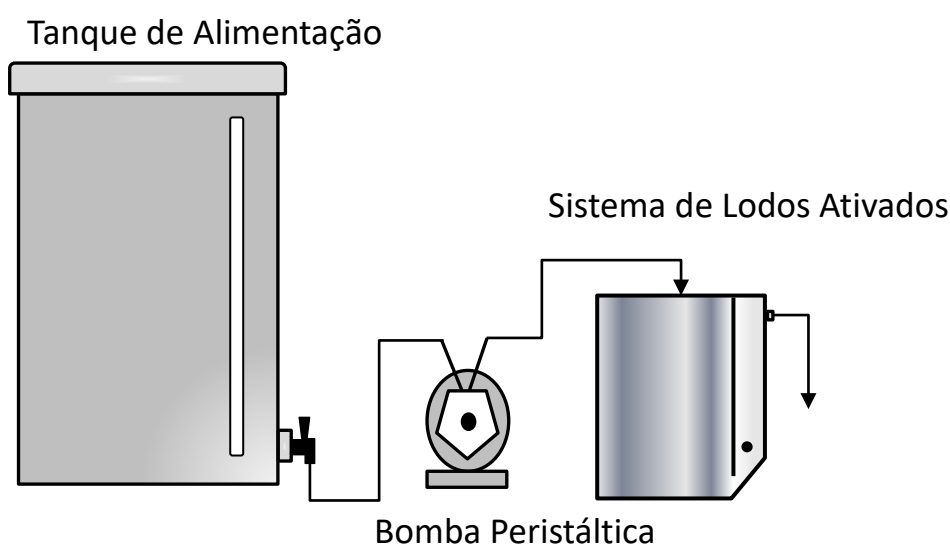 Tanque de Alimentação
Sistema de Lodos Ativados
Bomba Peristáltica